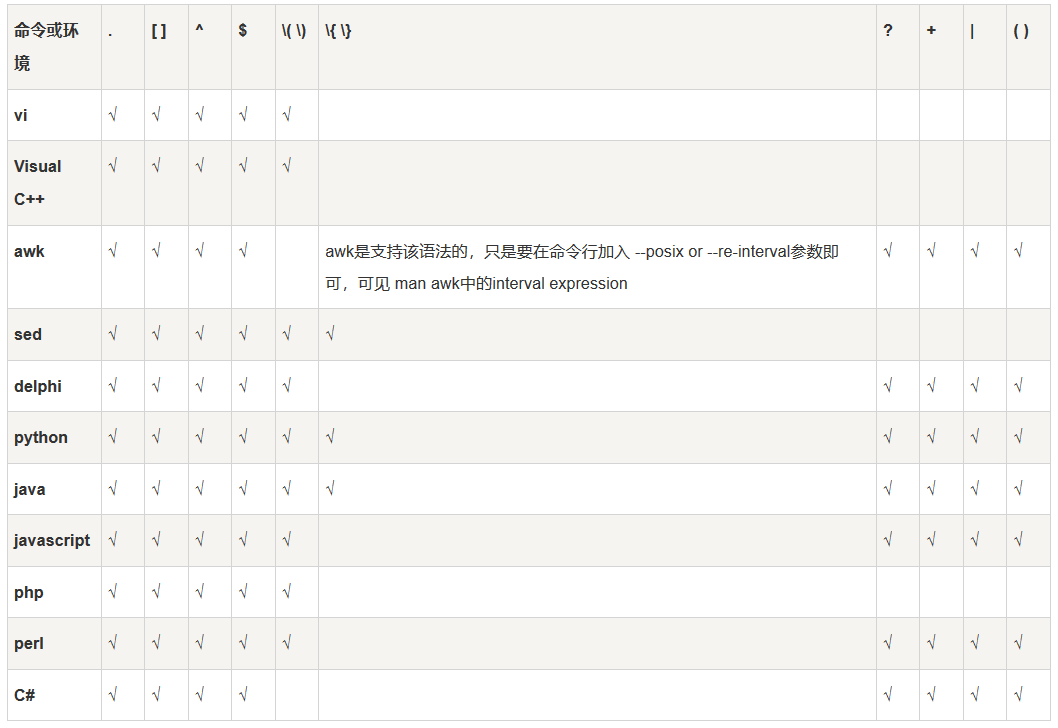 命令或环境 . [ ] ^ $ \( \) \{ \} ? + | ( )
vi √ √ √ √ √
Visual C++ √ √ √ √ √
awk √ √ √ √ awk是支持该语法的，只是要在命令行加入 --posix or --re-interval参数即可，可见 man awk中的interval expression √ √ √ √
sed √ √ √ √ √ √
delphi √ √ √ √ √ √ √ √ √
python √ √ √ √ √ √ √ √ √ √
java √ √ √ √ √ √ √ √ √ √
javascript √ √ √ √ √ √ √ √ √
php √ √ √ √ √
perl √ √ √ √ √ √ √ √ √
C# √ √ √ √ √ √ √ √